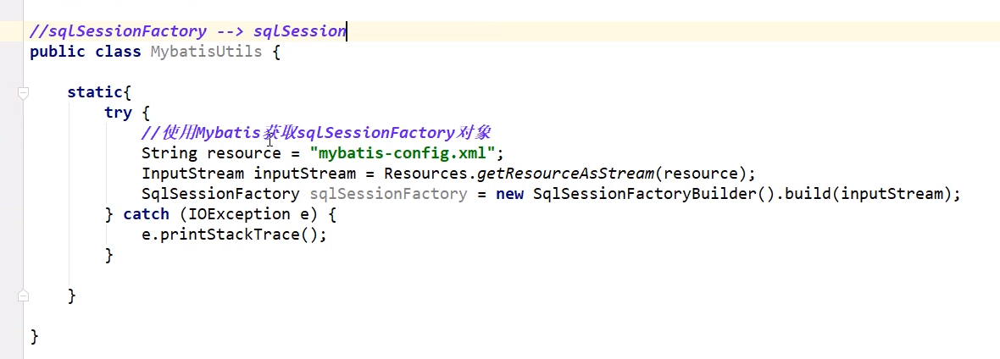 //sqlSessionFactory --> sqlSession
public class MybatisUtils {
static{
try {
//使用Mybatis获取sqlSessionFactory对象
String resource = "mybatis-config.xml";
InputStream inputStream = Resources.getResourceAsStream(resource);
SqlSessionFactory sqlSessionFactory = new SqlSessionFactoryBuilder().build(inputStream);
} catch (IOException e) {
e.printStackTrace();
}
}
}